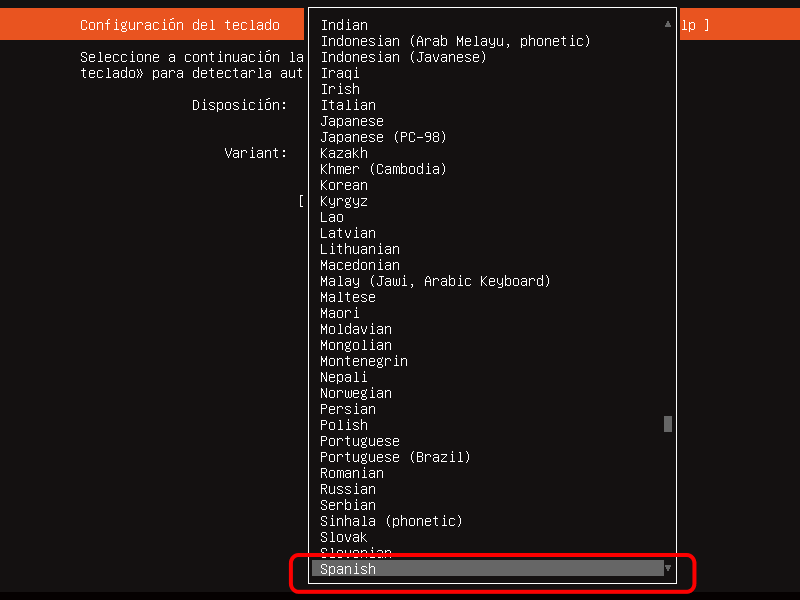 Configuración del teclado
lp ]
Seleccione a continuación la
teclado» para detectarla aut
Disposición:
Variant:
[
Indian
Indonesian (Arab Melayu, phonetic)
Indonesian (Javanese)
Iraqi
Irish
Italian
Japanese
Japanese (PC-98)
Kazakh
Khmer (Cambodia)
Korean
Kyrgyz
Lao
Latvian
Lithuanian
Macedonian
Malay (Jawi, Arabic Keyboard)
Maltese
Maori
Moldavian
Mongolian
Montenegrin
Nepali
Norwegian
Persian
Polish
Portuguese
Portuguese (Brazil)
Romanian
Russian
Serbian
Sinhala (phonetic)
Slovak
Slovenian
Spanish